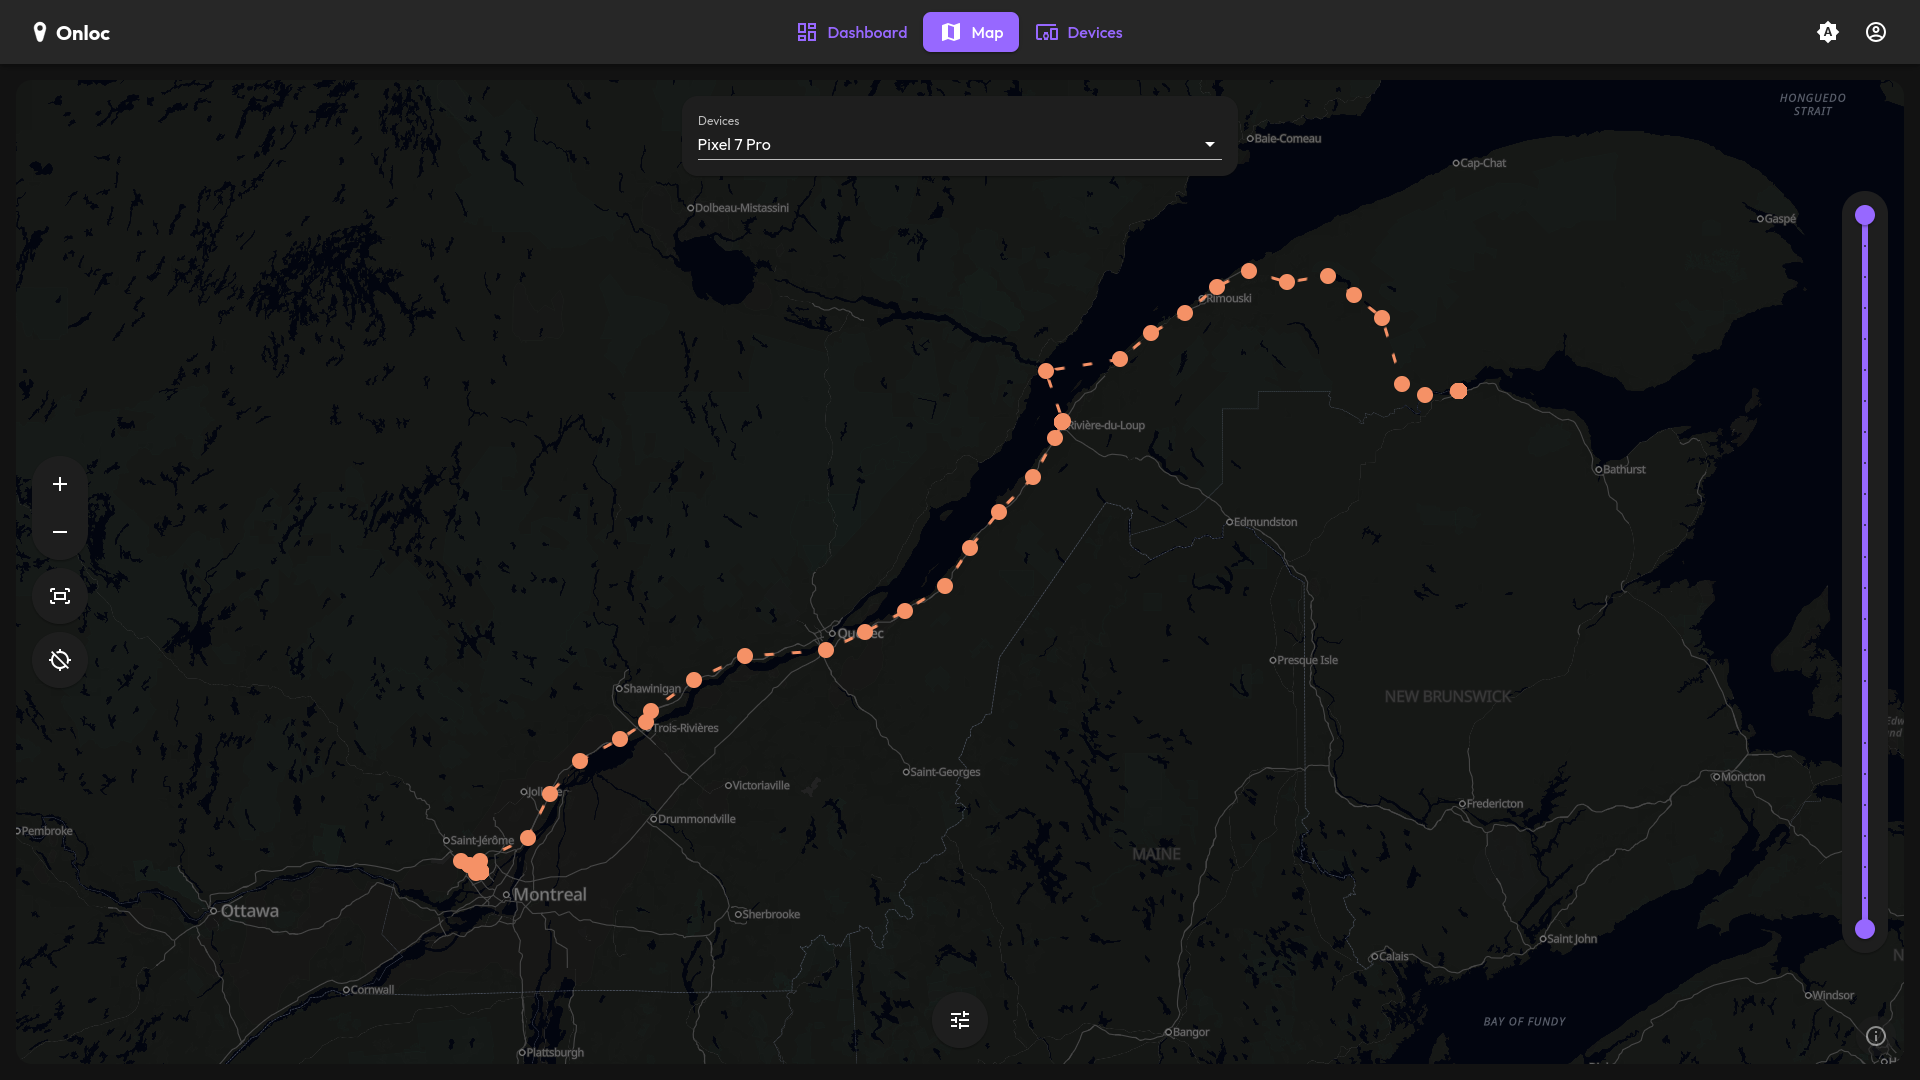 Onloc
Dashboard
Map
Devices
Devices
Pixel 7 Pro
HONGUEDO
STRAIT
Baie-Comeau
Cap-Chat
Dolbeau-Mistassini
Gaspé
Rimouski
Rivière-du-Loup
Bathurst
Edmundston
Presque Isle
Shawinigan
NEW BRUNSWICK
Trois-Rivières
Saint-Georges
Moncton
Victoriaville
Fredericton
Drummondville
Pembroke
Saint-Jérôme
MAINE
Montreal
Ottawa
Sherbrooke
Saint John
Calais
Cornwall
Windsor
BAY OF FUNDY
Bangor
Plattsburgh